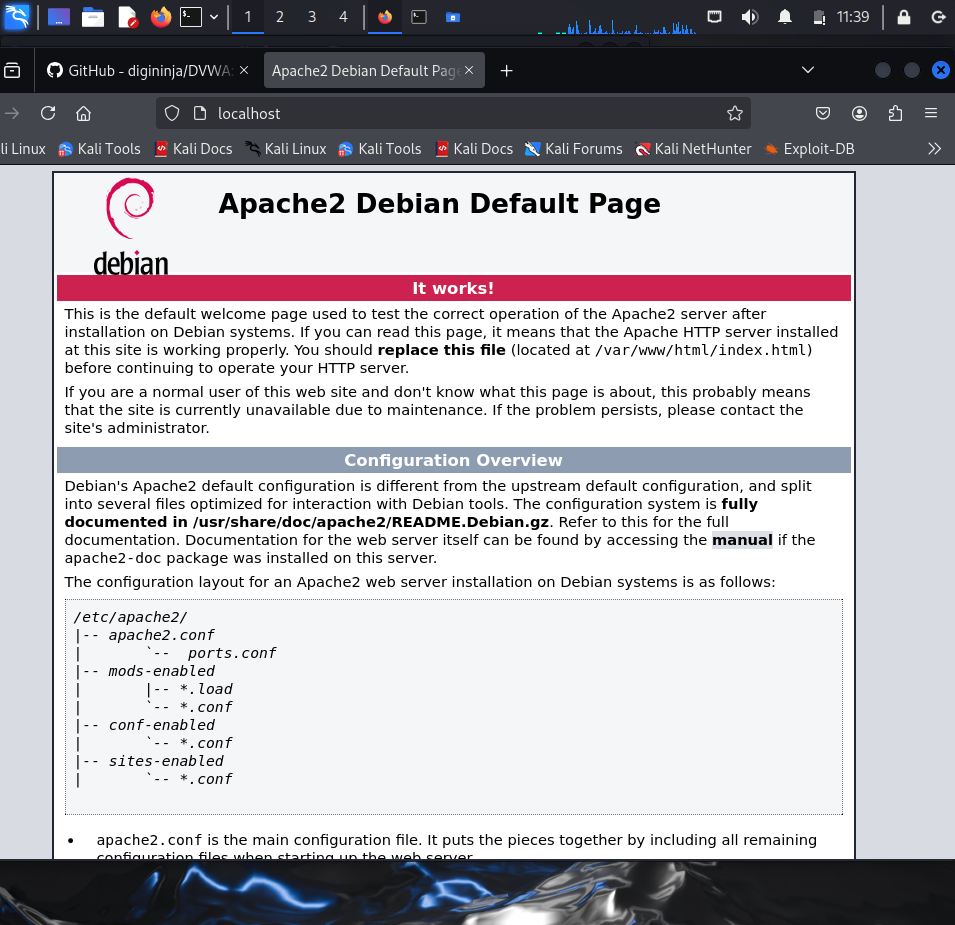 1 2 3 4 11:39
GitHub - digininja/DVWA: Apache2 Debian Default Page
localhost
li Linux Kali Tools Kali Docs Kali Linux Kali Tools Kali Docs Kali Forums Kali NetHunter Exploit-DB
Apache2 Debian Default Page
debian
It works!
This is the default welcome page used to test the correct operation of the Apache2 server after
installation on Debian systems. If you can read this page, it means that the Apache HTTP server installed
at this site is working properly. You should replace this file (located at /var/www/html/index.html)
before continuing to operate your HTTP server.
If you are a normal user of this web site and don't know what this page is about, this probably means
that the site is currently unavailable due to maintenance. If the problem persists, please contact the
site's administrator.
Configuration Overview
Debian's Apache2 default configuration is different from the upstream default configuration, and split
into several files optimized for interaction with Debian tools. The configuration system is fully
documented in /usr/share/doc/apache2/README.Debian.gz. Refer to this for the full
documentation. Documentation for the web server itself can be found by accessing the manual if the
apache2-doc package was installed on this server.
The configuration layout for an Apache2 web server installation on Debian systems is as follows:
/etc/apache2/
|-- apache2.conf
|       `--  ports.conf
|-- mods-enabled
|       |-- *.load
|       `-- *.conf
|-- conf-enabled
|       `-- *.conf
|-- sites-enabled
|       `-- *.conf
• apache2.conf is the main configuration file. It puts the pieces together by including all remaining
configuration files when starting up the web server.